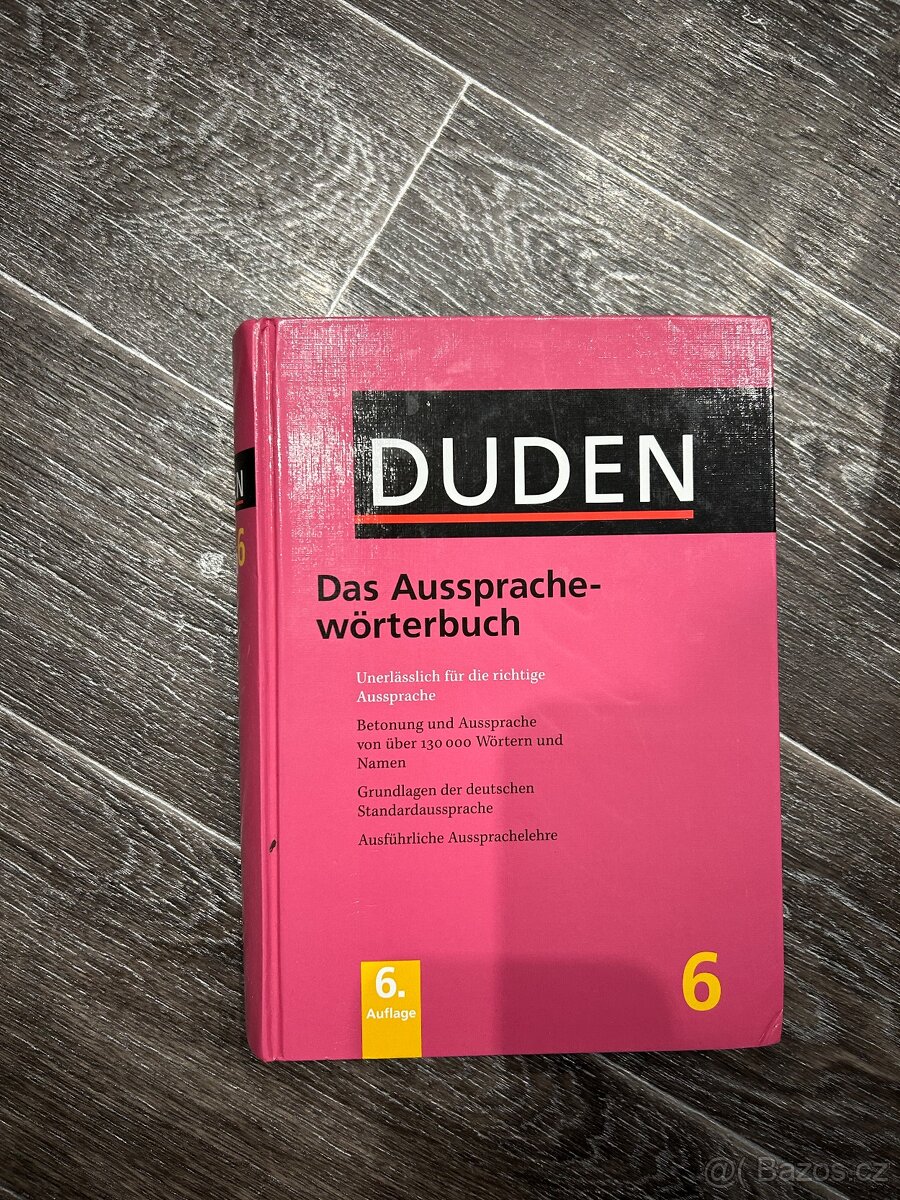 DUDEN
Das Aussprache-
wörterbuch
Unerlässlich für die richtige
Aussprache
Betonung und Aussprache
von über 130 000 Wörtern und
Namen
Grundlagen der deutschen
Standardaussprache
Ausführliche Aussprachelehre
6.
Auflage
6
N
6
@( Bazos.cz